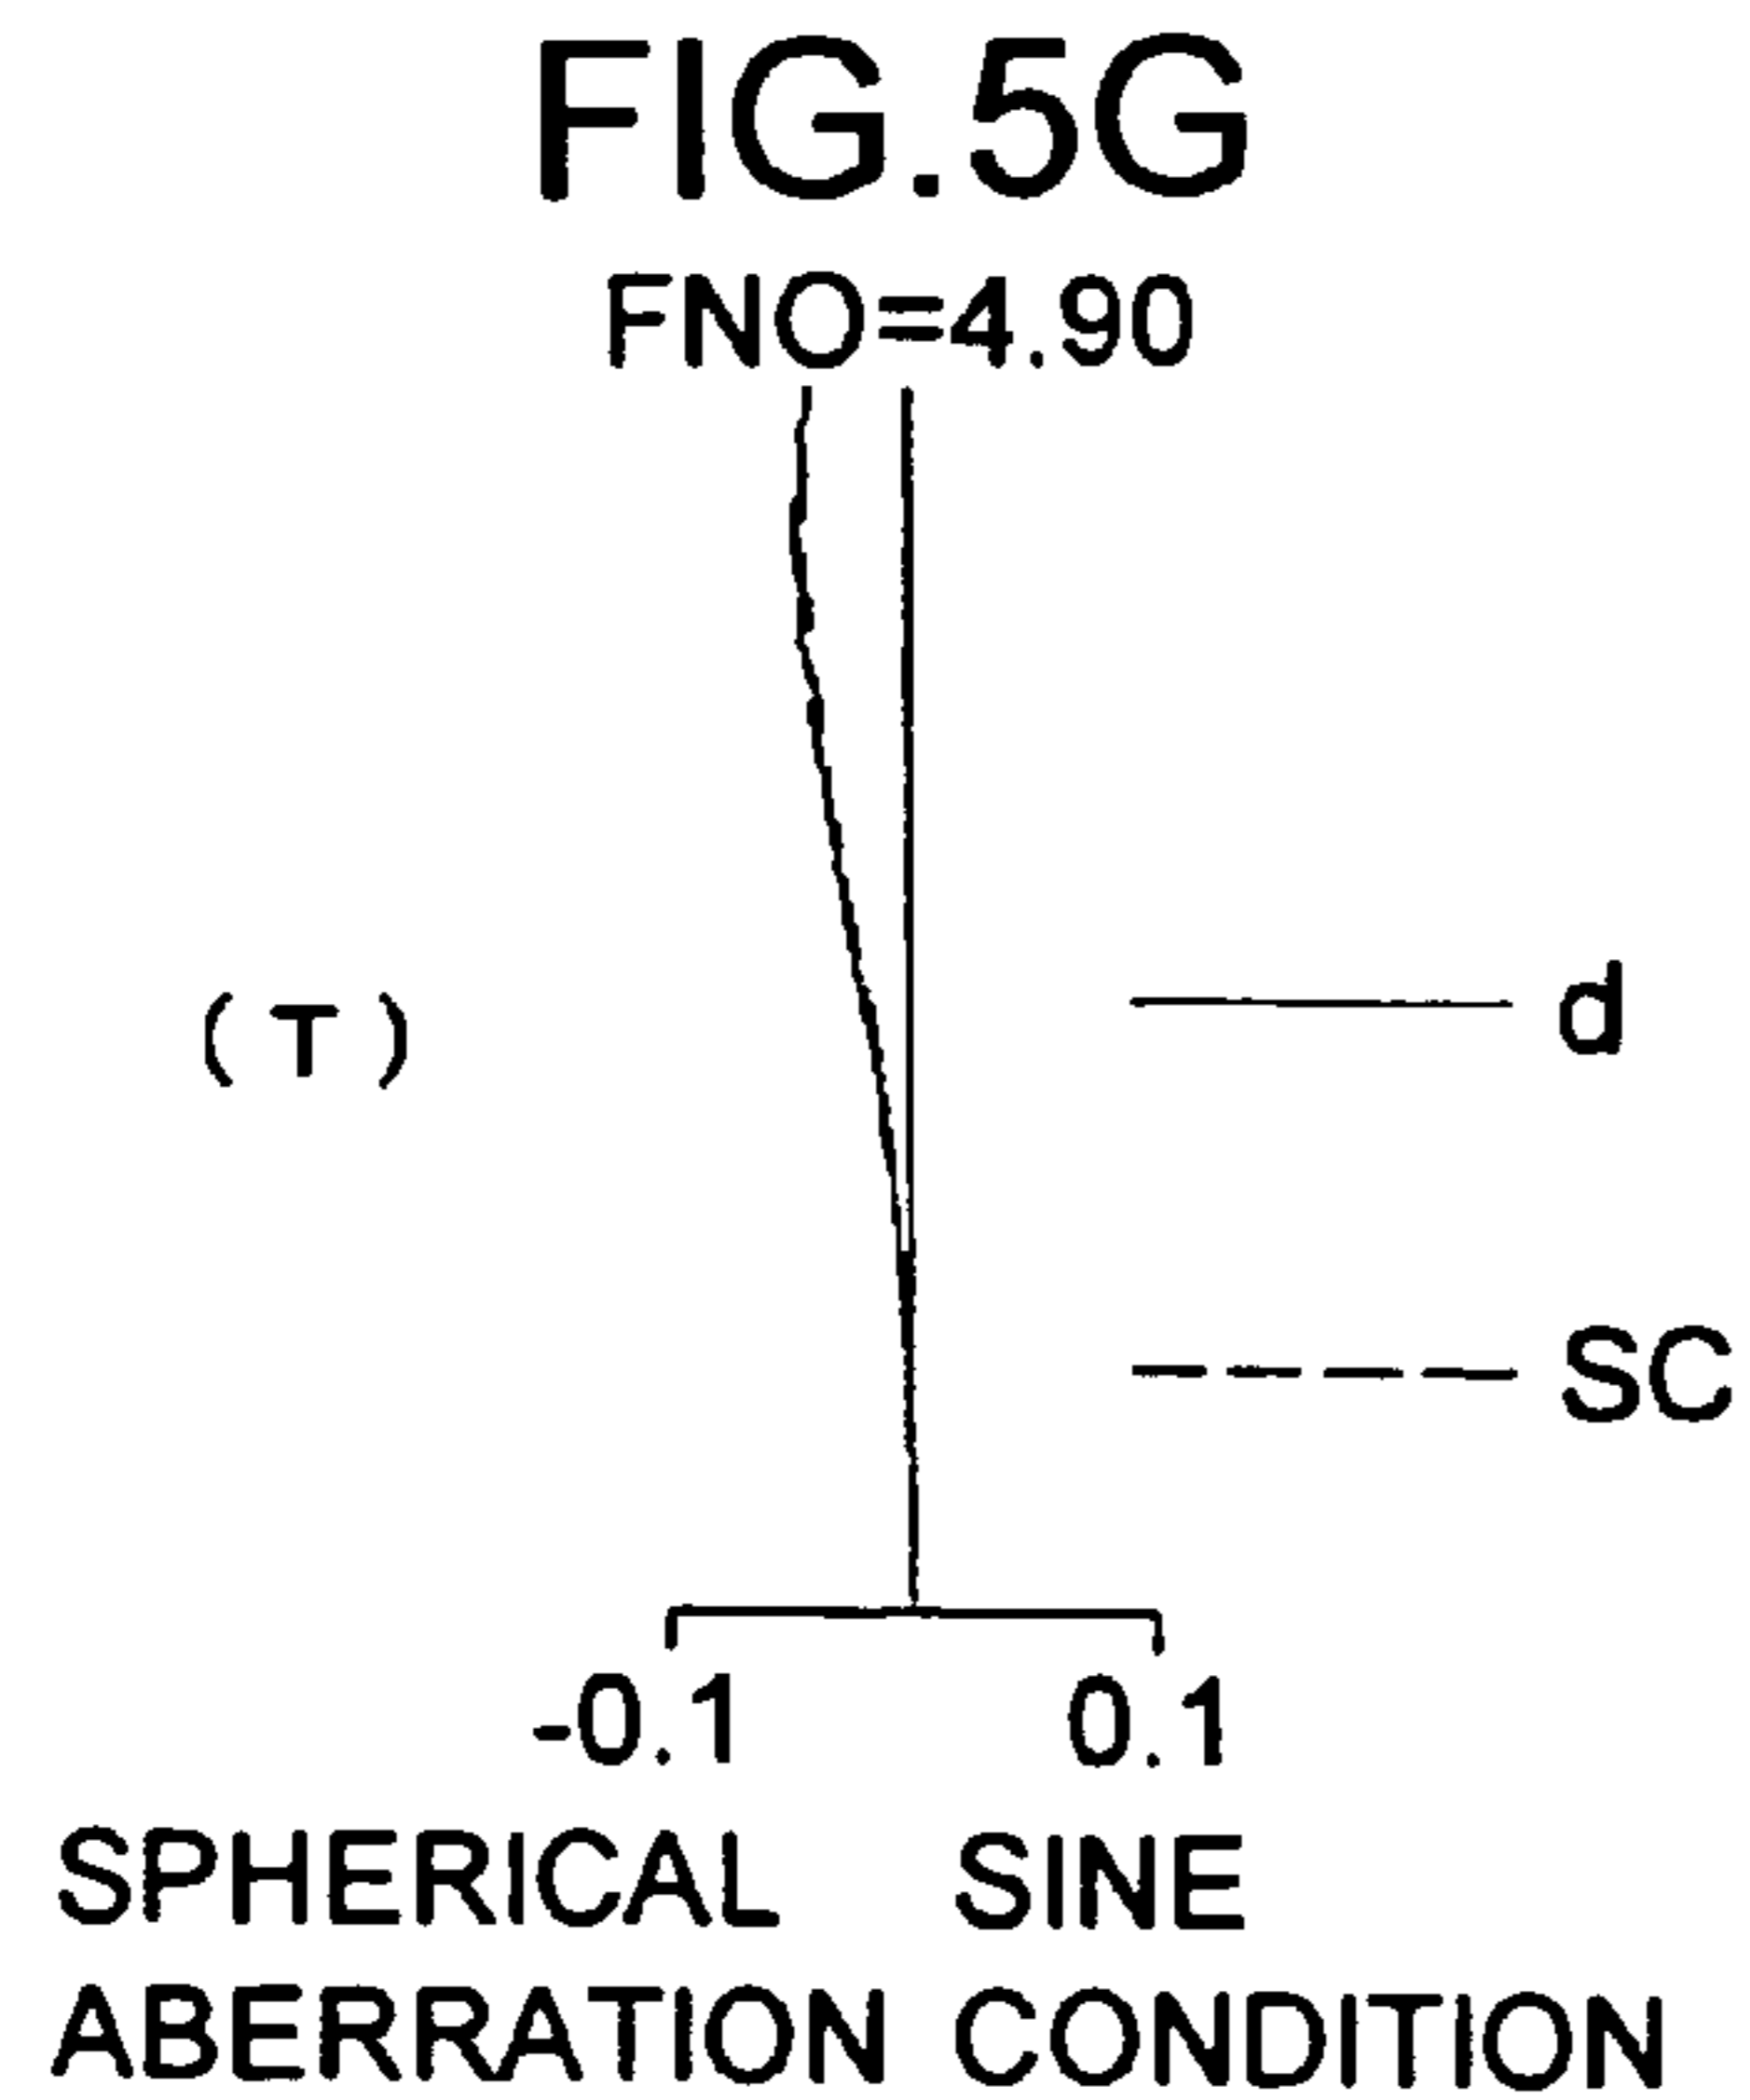 FIG.5G
FNO=4.90
(T)
d
SC
-0.1 0.1
SPHERICAL SINE
ABERRATION CONDITION